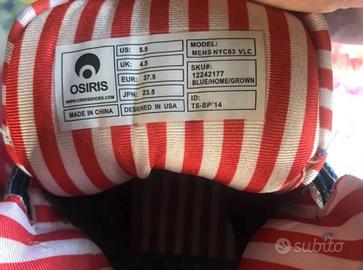 OSIRIS
WWW.OSIRISSHOES.COM
MADE IN CHINA
US: 5.5
UK: 4.5
EUR: 37.5
JPN: 23.5
DESIGNED IN USA
MODEL:
MENS NYC83 VLC
SKU#:
12242177
BLUE/HOME/GROWN
ID:
TS-SP'14
subito